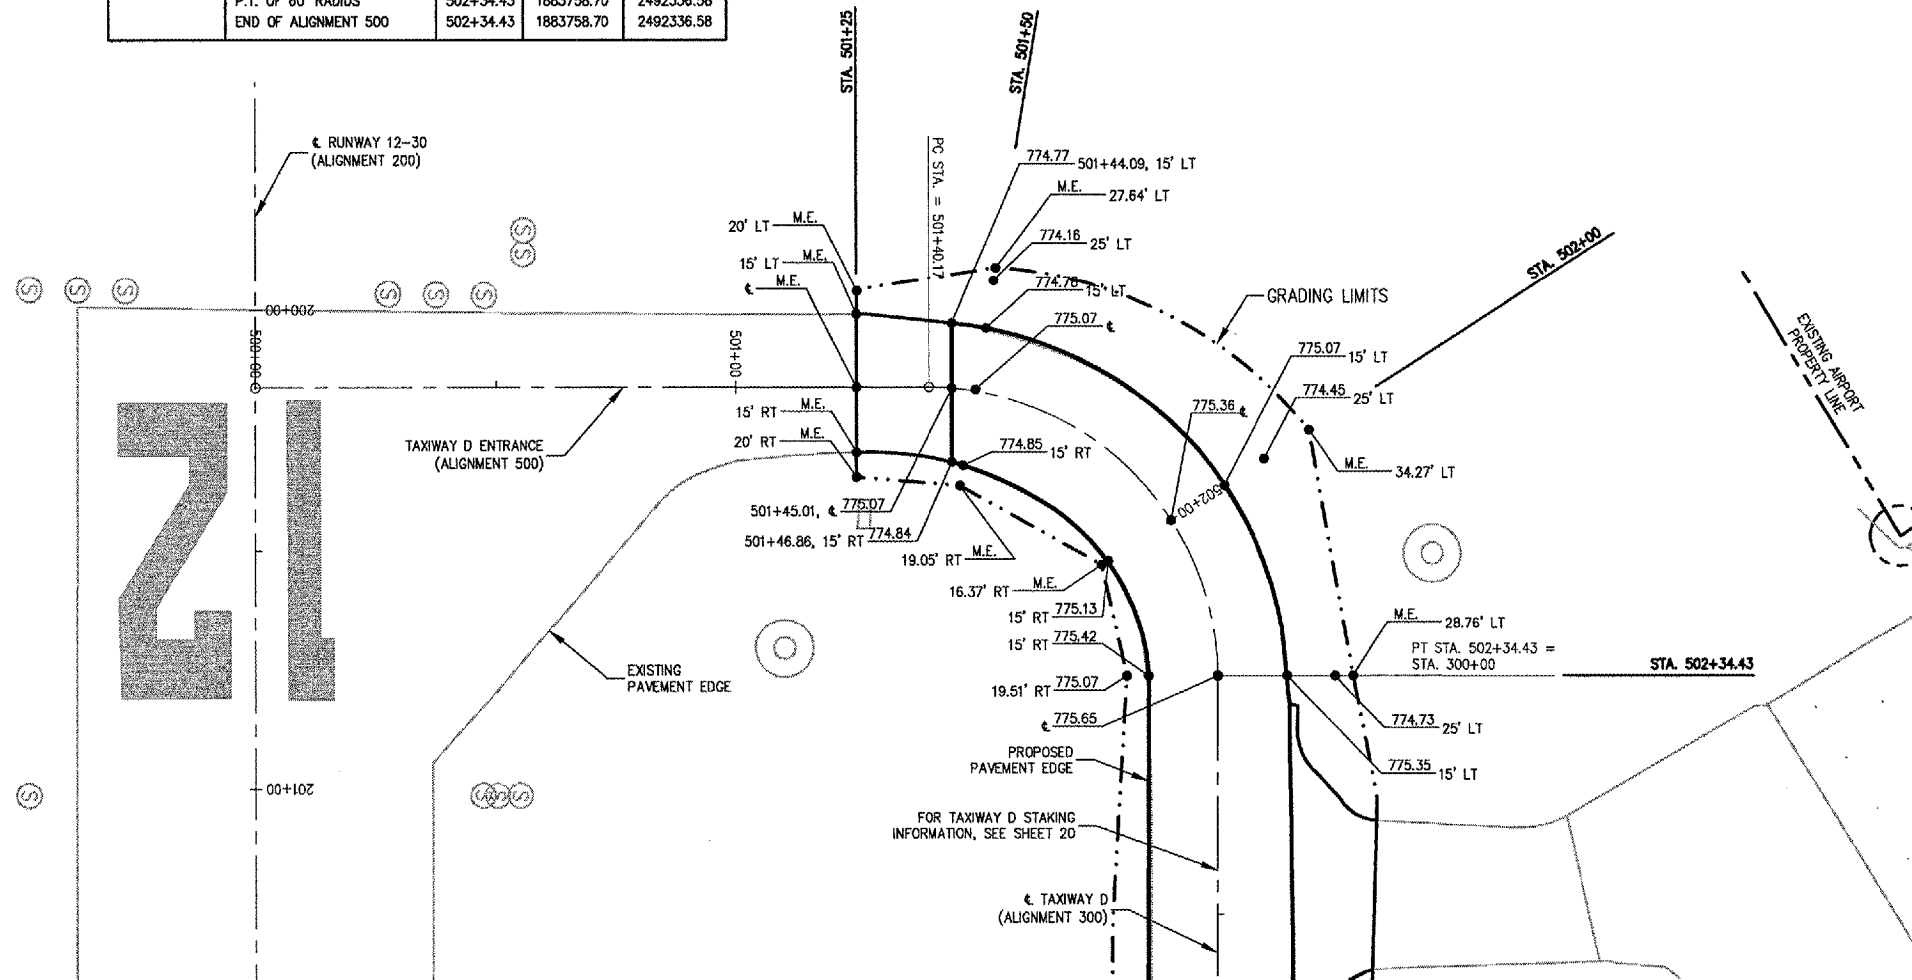 P.T. OF 60' RADIUS 502+34.43 1883758.70 2492336.58
END OF ALIGNMENT 500 502+34.43 1883758.70 2492336.58
STA. 501+25
STA. 501+50
℄ RUNWAY 12-30
(ALIGNMENT 200)
PC STA. = 501+40.17
774.77 501+44.09, 15' LT
M.E. 27.64' LT
20' LT M.E.
774.16 25' LT
STA. 502+00
15' LT M.E.
℄ M.E.
774.78 15' LT
GRADING LIMITS
S
S
S
S
S
S
S
S
200+00
775.07 ℄
EXISTING AIRPORT
PROPERTY LINE
500+00
501+00
775.07 15' LT
774.45 25' LT
15' RT M.E.
775.36 ℄
20' RT M.E.
TAXIWAY D ENTRANCE
(ALIGNMENT 500)
774.85 15' RT
M.E. 34.27' LT
502+00
12
501+45.01, ℄ 775.07
501+46.86, 15' RT 774.84
19.05' RT M.E.
16.37' RT M.E.
15' RT 775.13
M.E. 28.76' LT
15' RT 775.42
PT STA. 502+34.43 =
STA. 300+00
STA. 502+34.43
EXISTING
PAVEMENT EDGE
19.51' RT 775.07
℄ 775.65
774.73 25' LT
PROPOSED
PAVEMENT EDGE
775.35 15' LT
S
201+00
S
S
S
FOR TAXIWAY D STAKING
INFORMATION, SEE SHEET 20
℄ TAXIWAY D
(ALIGNMENT 300)